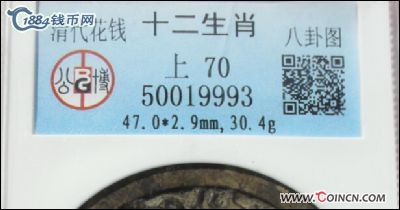 1884钱币网
清代花钱 十二生肖 八卦图
公博
BG
上 70
50019993
47.0*2.9mm,30.4g
www.COINCN.com